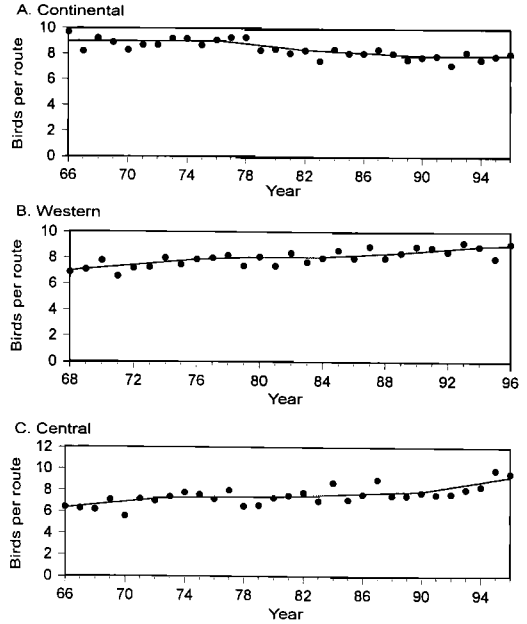 A. Continental
10
8
6
4
2
0
Birds per route
66 70 74 78 82 86 90 94
Year
B. Western
10
8
6
4
2
0
Birds per route
68 72 76 80 84 88 92 96
Year
C. Central
12
10
8
6
4
2
0
Birds per route
66 70 74 78 82 86 90 94
Year